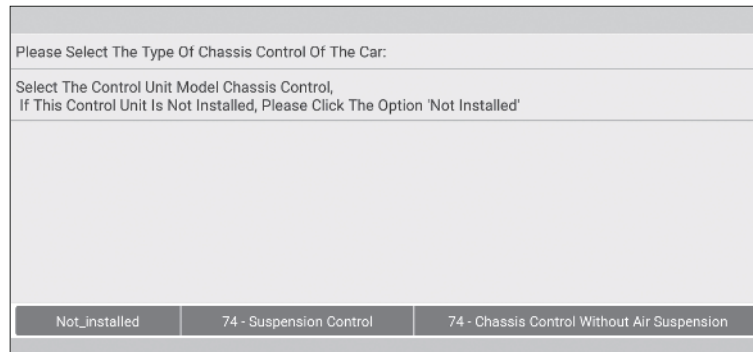 Please Select The Type Of Chassis Control Of The Car:
Select The Control Unit Model Chassis Control,
If This Control Unit Is Not Installed, Please Click The Option 'Not Installed'
Not_installed
74 - Suspension Control
74 - Chassis Control Without Air Suspension